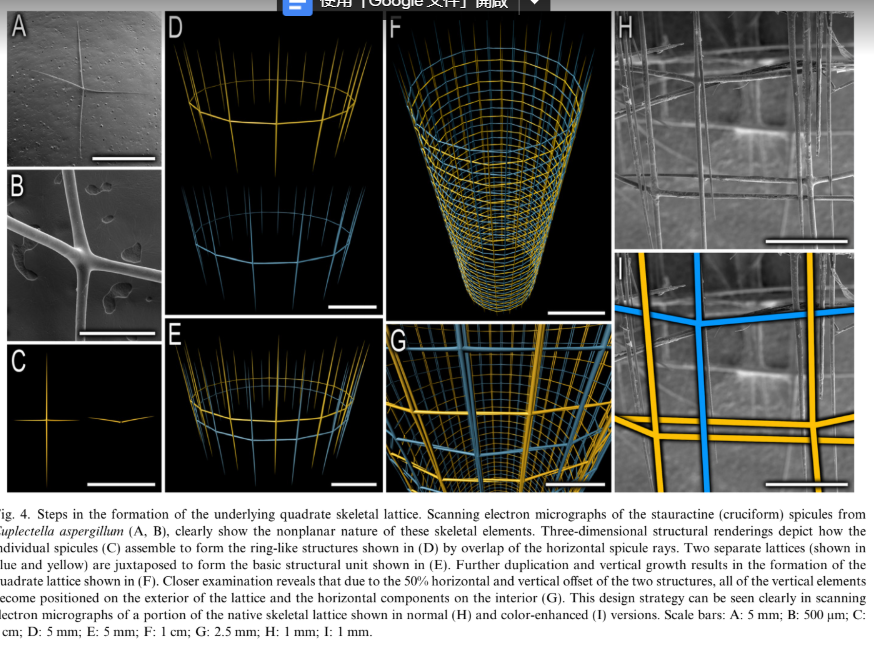 使用「Google 文件」開啟
A
D
F
H
B
I
E
G
C
ig. 4. Steps in the formation of the underlying quadrate skeletal lattice. Scanning electron micrographs of the stauractine (cruciform) spicules from
uplectella aspergillum (A, B), clearly show the nonplanar nature of these skeletal elements. Three-dimensional structural renderings depict how the
ndividual spicules (C) assemble to form the ring-like structures shown in (D) by overlap of the horizontal spicule rays. Two separate lattices (shown in
lue and yellow) are juxtaposed to form the basic structural unit shown in (E). Further duplication and vertical growth results in the formation of the
uadrate lattice shown in (F). Closer examination reveals that due to the 50% horizontal and vertical offset of the two structures, all of the vertical elements
ecome positioned on the exterior of the lattice and the horizontal components on the interior (G). This design strategy can be seen clearly in scanning
lectron micrographs of a portion of the native skeletal lattice shown in normal (H) and color-enhanced (I) versions. Scale bars: A: 5 mm; B: 500 μm; C:
cm; D: 5 mm; E: 5 mm; F: 1 cm; G: 2.5 mm; H: 1 mm; I: 1 mm.